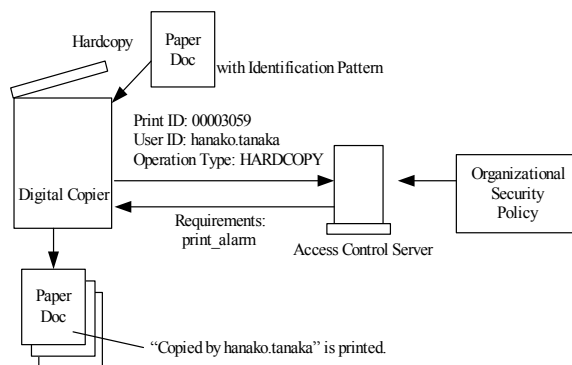 Hardcopy
Paper
Doc
with Identification Pattern
Print ID: 00003059
User ID: hanako.tanaka
Operation Type: HARDCOPY
Digital Copier
Requirements:
print_alarm
Access Control Server
Organizational
Security
Policy
Paper
Doc
“Copied by hanako.tanaka” is printed.